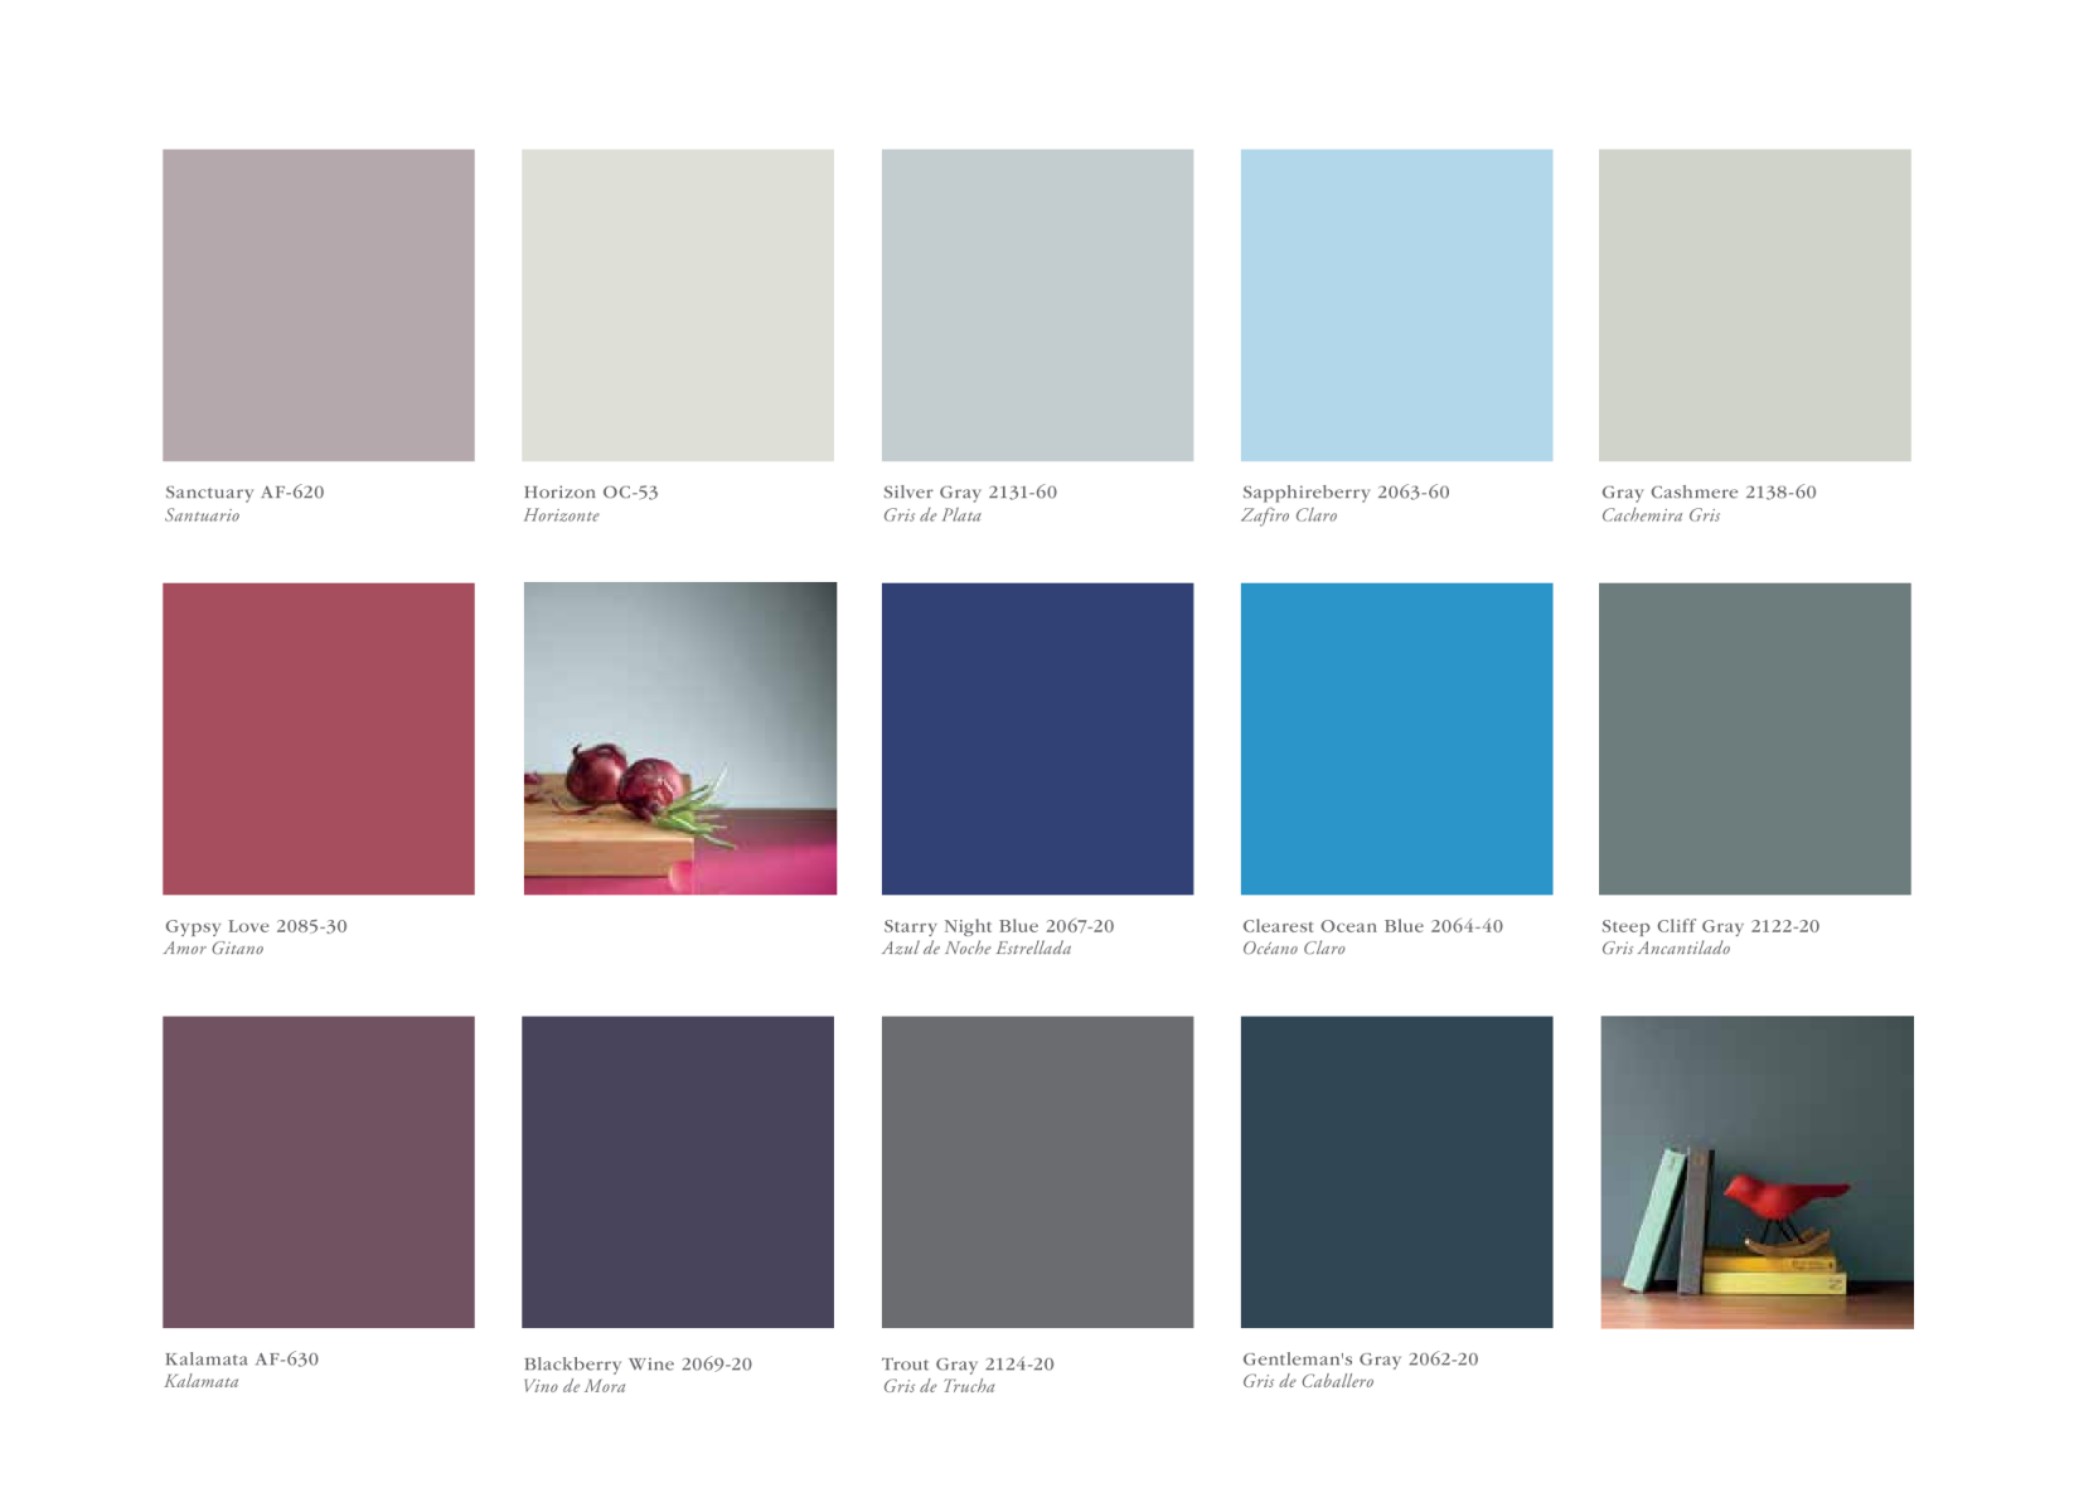 Sanctuary AF-620
Santuario
Horizon OC-53
Horizonte
Silver Gray 2131-60
Gris de Plata
Sapphireberry 2063-60
Zafiro Claro
Gray Cashmere 2138-60
Cachemira Gris
Gypsy Love 2085-30
Amor Gitano
Starry Night Blue 2067-20
Azul de Noche Estrellada
Clearest Ocean Blue 2064-40
Océano Claro
Steep Cliff Gray 2122-20
Gris Ancantilado
Kalamata AF-630
Kalamata
Blackberry Wine 2069-20
Vino de Mora
Trout Gray 2124-20
Gris de Trucha
Gentleman's Gray 2062-20
Gris de Caballero